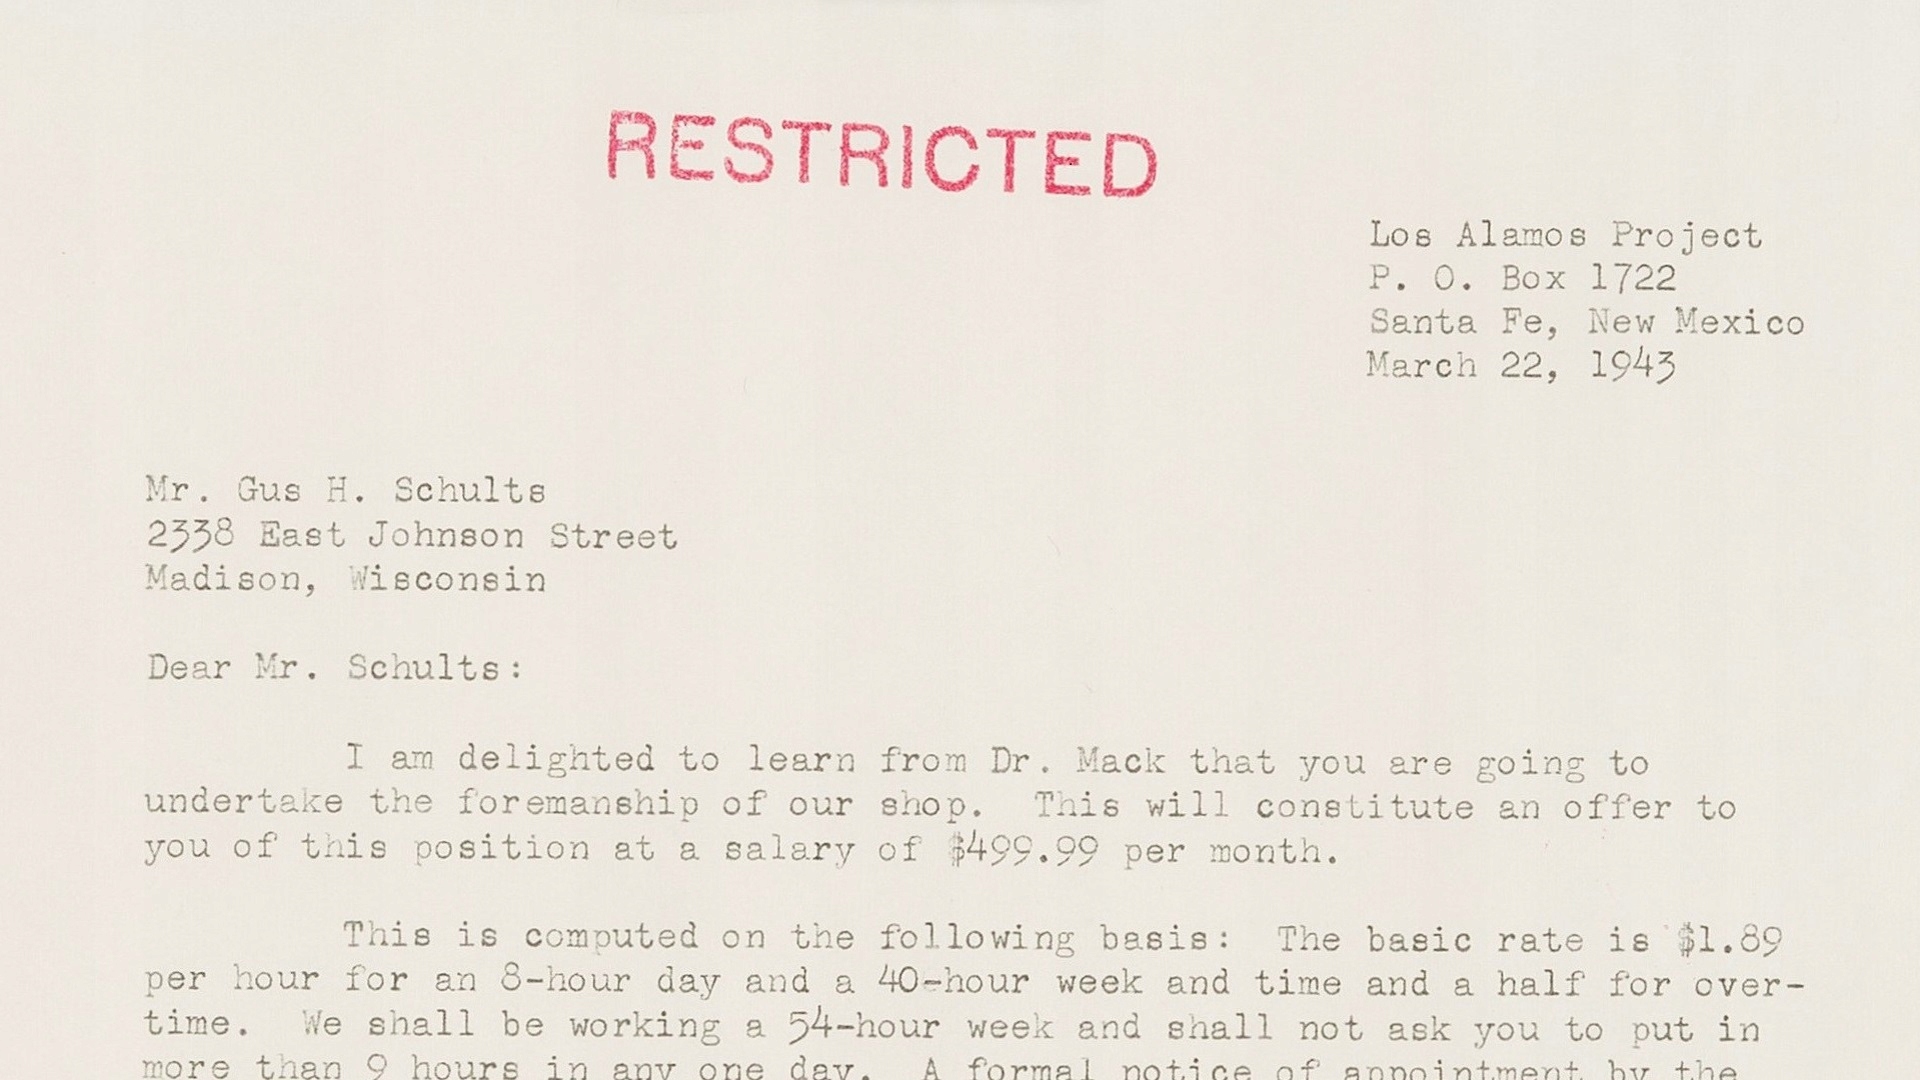 RESTRICTED
Los Alamos Project
P. O. Box 1722
Santa Fe, New Mexico
March 22, 1943
Mr. Gus H. Schults
2338 East Johnson Street
Madison, Wisconsin
Dear Mr. Schults:
I am delighted to learn from Dr. Mack that you are going to
undertake the foremanship of our shop. This will constitute an offer to
you of this position at a salary of $499.99 per month.
This is computed on the following basis: The basic rate is $1.89
per hour for an 8-hour day and a 40-hour week and time and a half for over-
time. We shall be working a 54-hour week and shall not ask you to put in
more than 9 hours in any one day. A formal notice of appointment by the